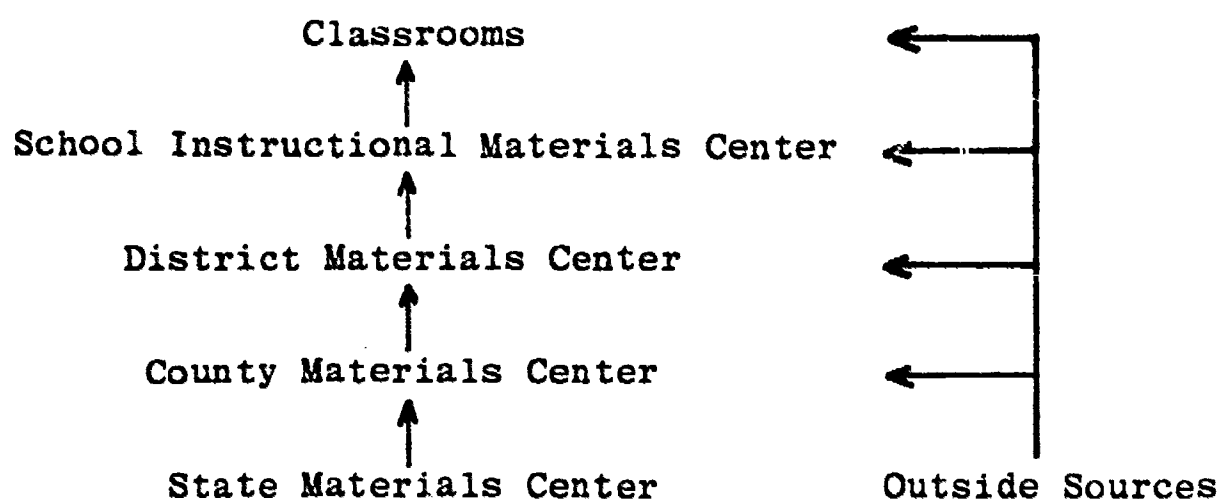 Classrooms
School Instructional Materials Center
District Materials Center
County Materials Center
State Materials Center
Outside Sources